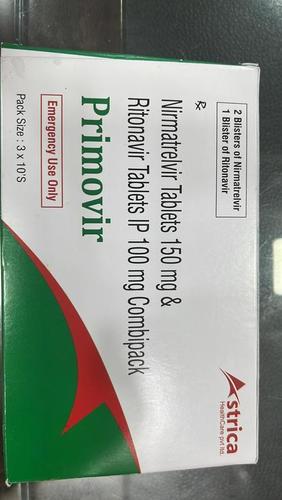 2 Blisters of Nirmatrelvir
1 Blister of Ritonavir
Astrica
HealthCare pvt ltd.
Rx
Nirmatrelvir Tablets 150 mg &
Ritonavir Tablets IP 100 mg Combipack
Primovir
Emergency Use Only
Pack Size : 3 x 10'S